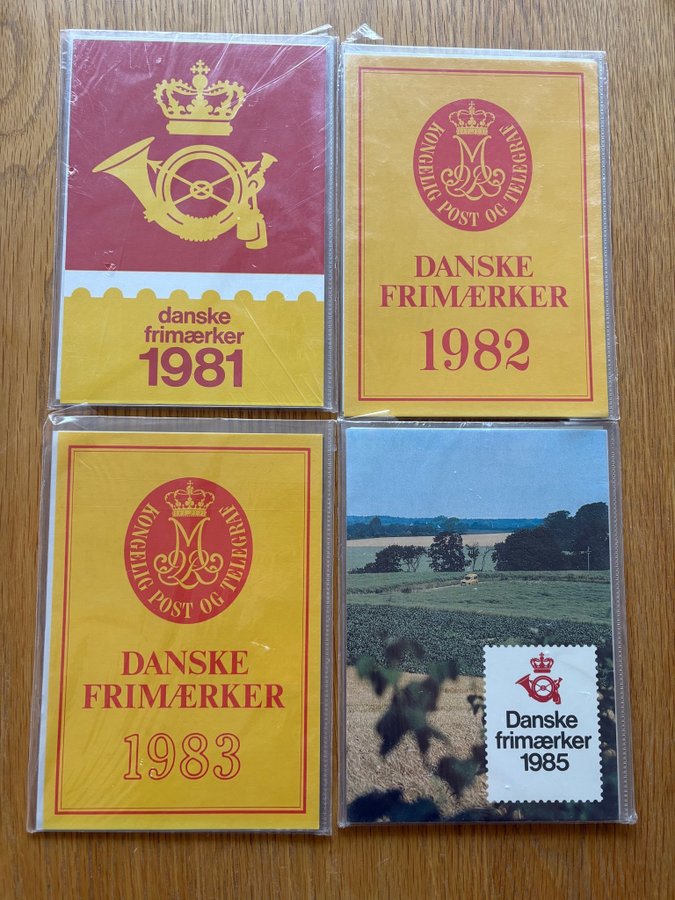 danske
frimærker
1981
KONGELIG POST OG TELEGRAF
DANSKE
FRIMÆRKER
1982
KONGELIG POST OG TELEGRAF
DANSKE
FRIMÆRKER
1983
Danske
frimærker
1985